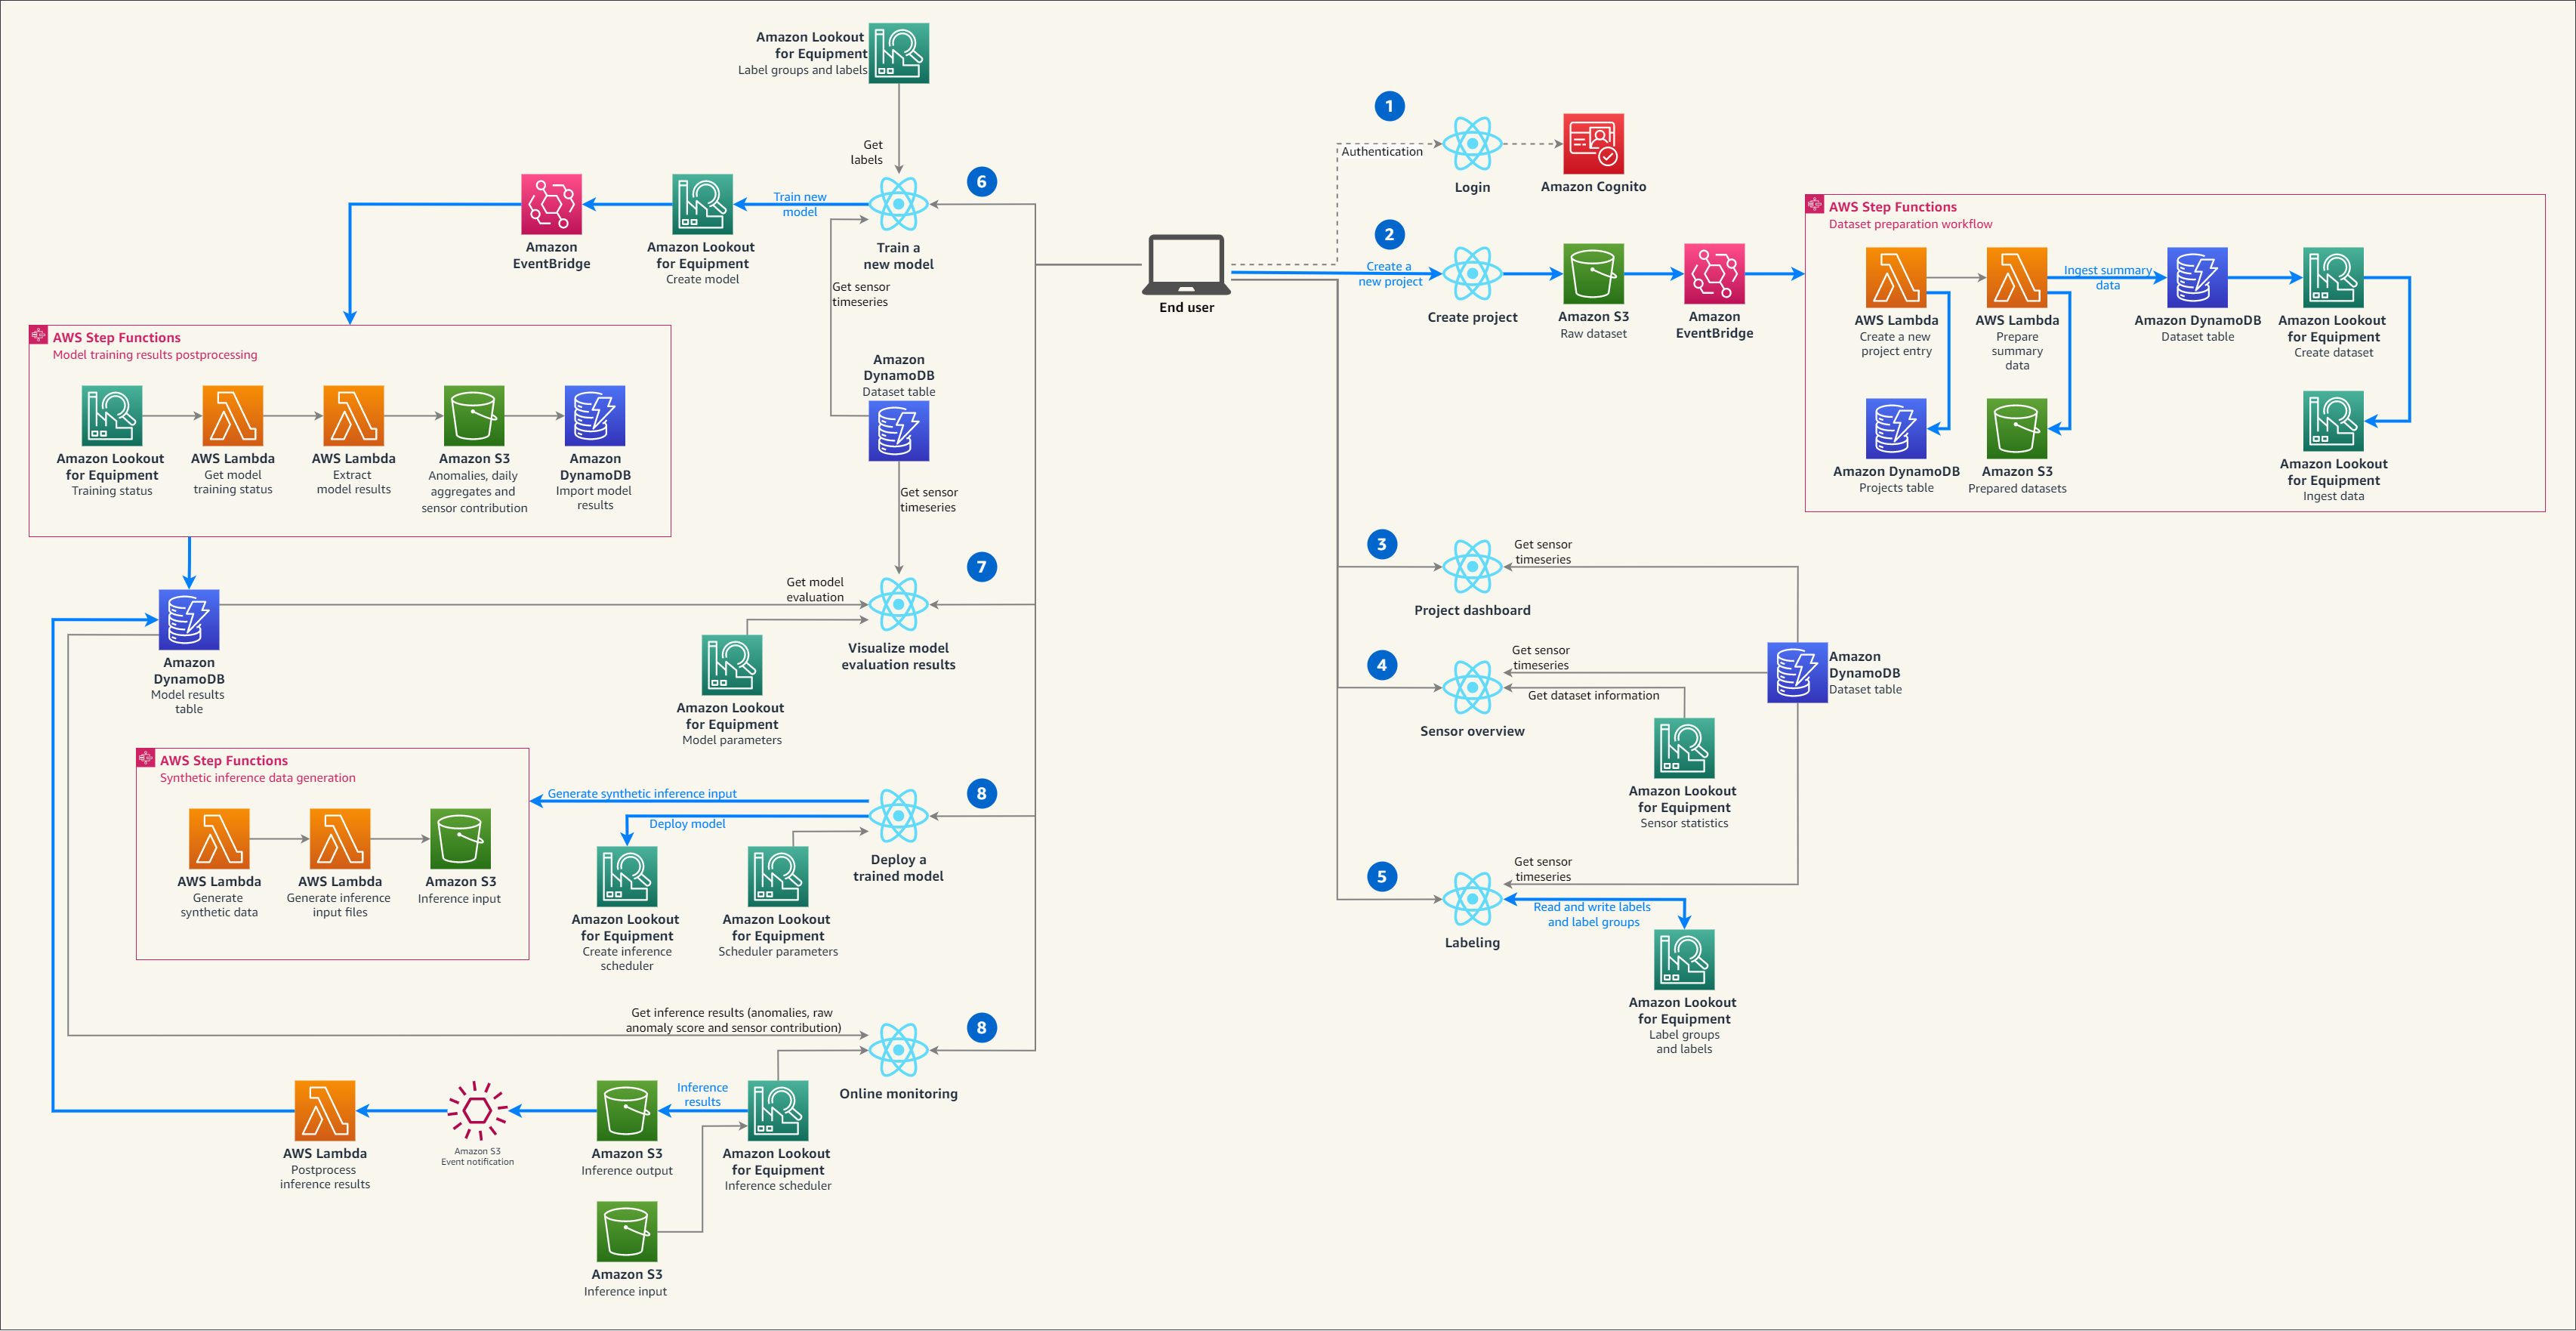 Amazon Lookout
for Equipment
Label groups and labels
Get
labels
6
Train new
model
Amazon
EventBridge
Amazon Lookout
for Equipment
Create model
Train a
new model
Get sensor
timeseries
AWS Step Functions
Model training results postprocessing
Amazon Lookout
for Equipment
Training status
AWS Lambda
Get model
training status
AWS Lambda
Extract
model results
Amazon S3
Anomalies, daily
aggregates and
sensor contribution
Amazon
DynamoDB
Import model
results
Amazon
DynamoDB
Dataset table
Get sensor
timeseries
7
Get model
evaluation
Visualize model
evaluation results
Amazon
DynamoDB
Model results
table
Amazon Lookout
for Equipment
Model parameters
AWS Step Functions
Synthetic inference data generation
AWS Lambda
Generate
synthetic data
AWS Lambda
Generate inference
input files
Amazon S3
Inference input
8
Generate synthetic inference input
Deploy model
Deploy a
trained model
Amazon Lookout
for Equipment
Create inference
scheduler
Amazon Lookout
for Equipment
Scheduler parameters
8
Get inference results (anomalies, raw
anomaly score and sensor contribution)
Online monitoring
Inference
results
AWS Lambda
Postprocess
inference results
Amazon S3
Event notification
Amazon S3
Inference output
Amazon Lookout
for Equipment
Inference scheduler
Amazon S3
Inference input
End user
1
Authentication
Login
Amazon Cognito
2
Create a
new project
Create project
Amazon S3
Raw dataset
Amazon
EventBridge
AWS Step Functions
Dataset preparation workflow
AWS Lambda
Create a new
project entry
AWS Lambda
Prepare
summary
data
Ingest summary
data
Amazon DynamoDB
Dataset table
Amazon Lookout
for Equipment
Create dataset
Amazon DynamoDB
Projects table
Amazon S3
Prepared datasets
Amazon Lookout
for Equipment
Ingest data
3
Get sensor
timeseries
Project dashboard
4
Get sensor
timeseries
Get dataset information
Sensor overview
Amazon
DynamoDB
Dataset table
Amazon Lookout
for Equipment
Sensor statistics
5
Get sensor
timeseries
Read and write labels
and label groups
Labeling
Amazon Lookout
for Equipment
Label groups
and labels